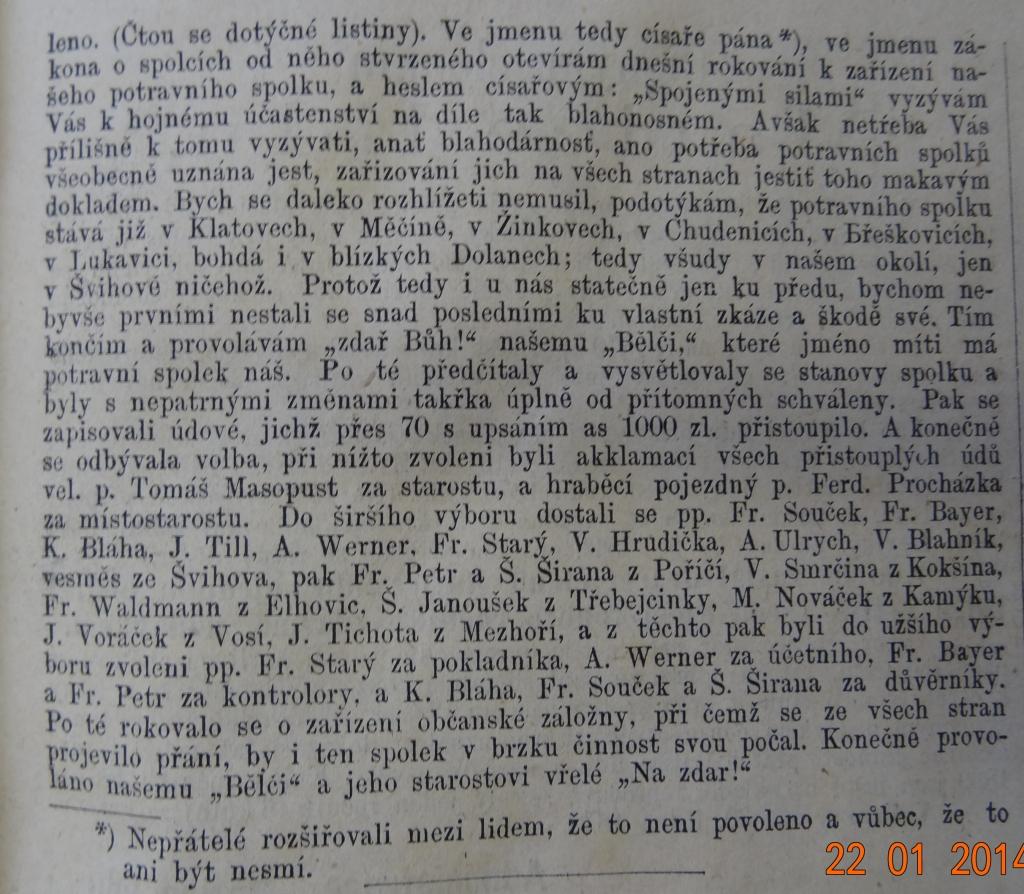 leno. (Čtou se dotýčné listiny). Ve jmenu tedy císaře pána*), ve jmenu zá-
kona o spolcích od něho stvrzeného otevírám dnešní rokování k zařízení na-
šeho potravního spolku, a heslem císařovým: „Spojenými silami“ vyzývám
Vás k hojnému účastenství na díle tak blahonosném. Avšak netřeba Vás
přílišně k tomu vyzývati, anať blahodárnosť, ano potřeba potravních spolků
všeobecně uznána jest, zařizování jich na všech stranach jestiť toho makavým
dokladem. Bych se daleko rozhlížeti nemusil, podotýkám, že potravního spolku
stává již v Klatovech, v Měčíně, v Žinkovech, v Chudenicích, v Břeškovicích,
v Lukavici, bohdá i v blízkých Dolanech; tedy všudy v našem okolí, jen
v Švihově ničehož. Protož tedy i u nás statečně jen ku předu, bychom ne-
byvše prvními nestali se snad posledními ku vlastní zkáze a škodě své. Tím
končím a provolávám „zdař Bůh!“ našemu „Bělči,“ které jméno míti má
potravní spolek náš. Po té předčítaly a vysvětlovaly se stanovy spolku a
byly s nepatrnými změnami takřka úplně od přítomných schváleny. Pak se
zapisovali údové, jichž přes 70 s upsáním as 1000 zl. přistoupilo. A konečně
se odbývala volba, při nížto zvoleni byli akklamací všech přistouplých údů
vel. p. Tomáš Masopust za starostu, a hraběcí pojezdný p. Ferd. Procházka
za místostarostu. Do širšího výboru dostali se pp. Fr. Souček, Fr. Bayer,
K. Bláha, J. Till, A. Werner, Fr. Starý, V. Hrudička, A. Ulrych, V. Blahník,
vesměs ze Švihova, pak Fr. Petr a Š. Širana z Poříčí, V. Smrčina z Kokšína,
Fr. Waldmann z Elhovic, Š. Janoušek z Třebejcinky, M. Nováček z Kamýku,
J. Voráček z Vosí, J. Tichota z Mezhoří, a z těchto pak byli do užšího vý-
boru zvoleni pp. Fr. Starý za pokladníka, A. Werner za účetního, Fr. Bayer
a Fr. Petr za kontrolory, a K. Bláha, Fr. Souček a Š. Širana za důvěrníky.
Po té rokovalo se o zařízení občanské záložny, při čemž se ze všech stran
projevilo přání, by i ten spolek v brzku činnost svou počal. Konečně provo-
láno našemu „Bělči“ a jeho starostovi vřelé „Na zdar!“
*) Nepřátelé rozšiřovali mezi lidem, že to není povoleno a vůbec, že to
ani být nesmí.
22 01 2014